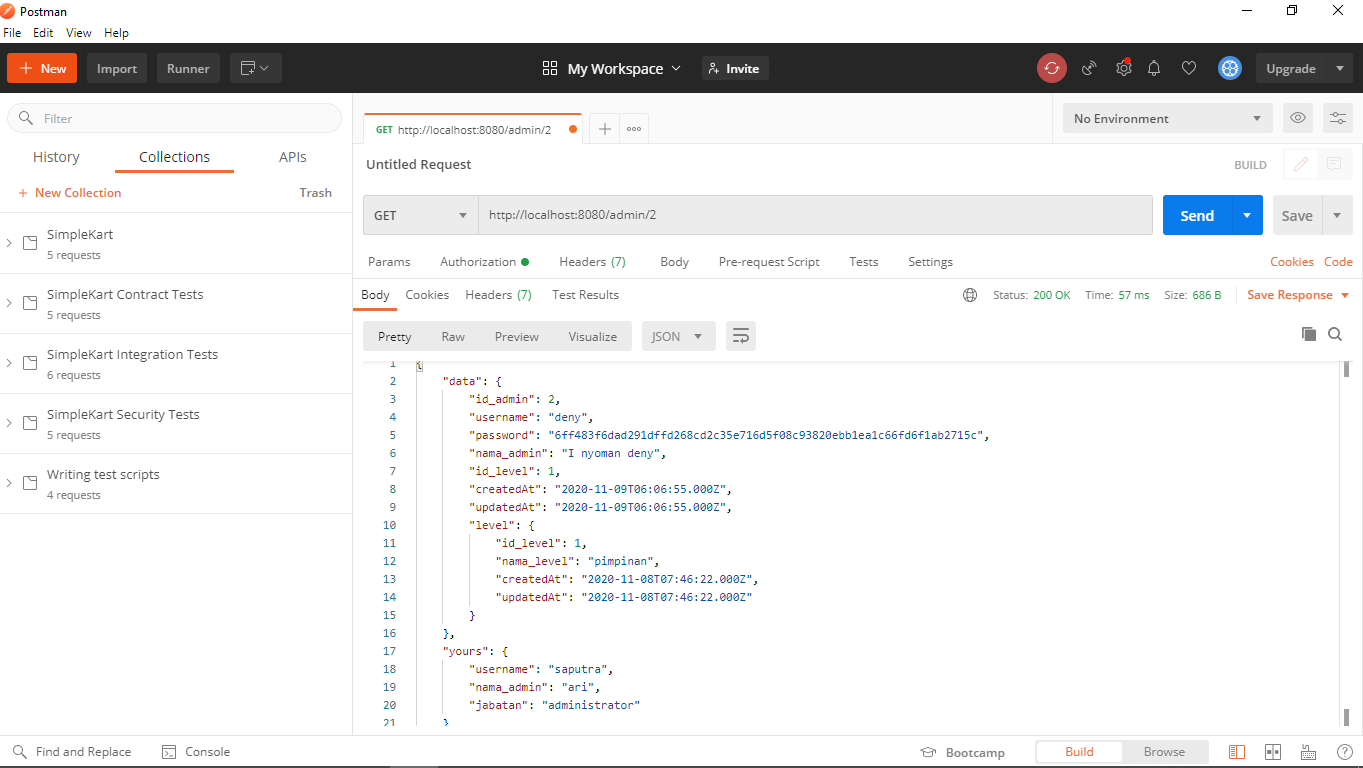 Postman
File Edit View Help
+ New Import Runner My Workspace Invite Upgrade
Filter
History Collections APIs
+ New Collection Trash
SimpleKart
5 requests
SimpleKart Contract Tests
5 requests
SimpleKart Integration Tests
6 requests
SimpleKart Security Tests
5 requests
Writing test scripts
4 requests
GET http://localhost:8080/admin/2
No Environment
Untitled Request BUILD
GET http://localhost:8080/admin/2 Send Save
Params Authorization Headers (7) Body Pre-request Script Tests Settings Cookies Code
Body Cookies Headers (7) Test Results Status: 200 OK Time: 57 ms Size: 686 B Save Response
Pretty Raw Preview Visualize JSON
1 {
2 "data": {
3 "id_admin": 2,
4 "username": "deny",
5 "password": "6ff483f6dad291dffd268cd2c35e716d5f08c93820ebb1ea1c66fd6f1ab2715c",
6 "nama_admin": "I nyoman deny",
7 "id_level": 1,
8 "createdAt": "2020-11-09T06:06:55.000Z",
9 "updatedAt": "2020-11-09T06:06:55.000Z",
10 "level": {
11 "id_level": 1,
12 "nama_level": "pimpinan",
13 "createdAt": "2020-11-08T07:46:22.000Z",
14 "updatedAt": "2020-11-08T07:46:22.000Z"
15 }
16 },
17 "yours": {
18 "username": "saputra",
19 "nama_admin": "ari",
20 "jabatan": "administrator"
21 }
Find and Replace Console Bootcamp Build Browse